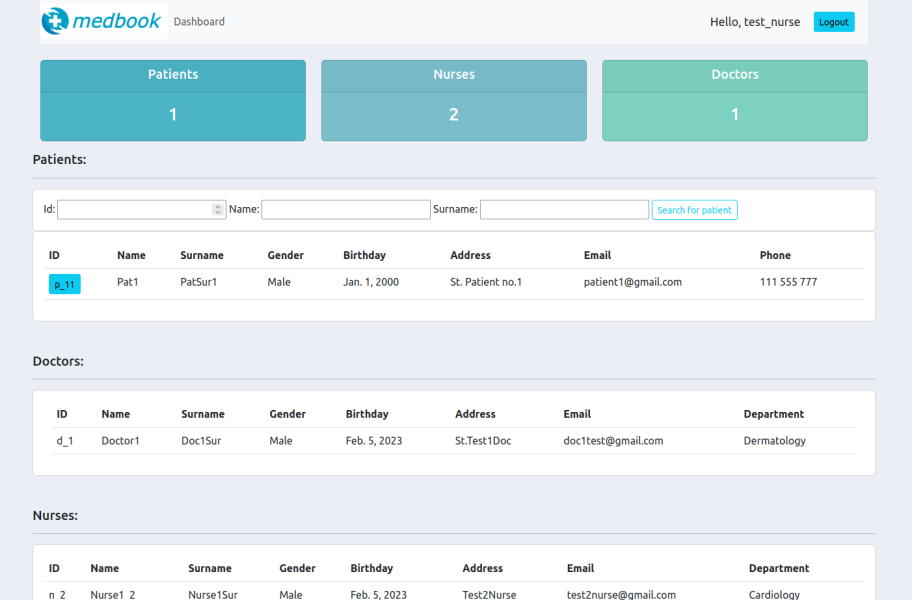 medbook Dashboard Hello, test_nurse Logout
Patients Nurses Doctors
1 2 1
Patients:
Id: Name: Surname: Search for patient
ID Name Surname Gender Birthday Address Email Phone
p_11 Pat1 PatSur1 Male Jan. 1, 2000 St. Patient no.1 patient1@gmail.com 111 555 777
Doctors:
ID Name Surname Gender Birthday Address Email Department
d_1 Doctor1 Doc1Sur Male Feb. 5, 2023 St.Test1Doc doc1test@gmail.com Dermatology
Nurses:
ID Name Surname Gender Birthday Address Email Department
n_2 Nurse1_2 Nurse1Sur Male Feb. 5, 2023 Test2Nurse test2nurse@gmail.com Cardiology